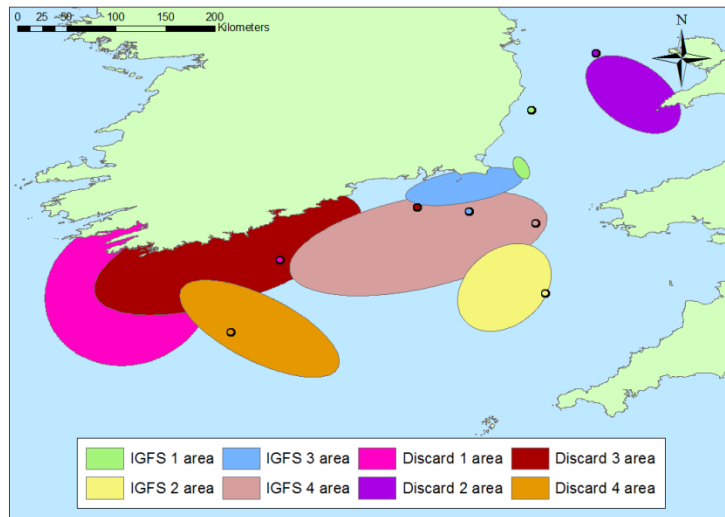 0 25 50 100 150 200
Kilometers
N
IGFS 1 area IGFS 3 area Discard 1 area Discard 3 area
IGFS 2 area IGFS 4 area Discard 2 area Discard 4 area